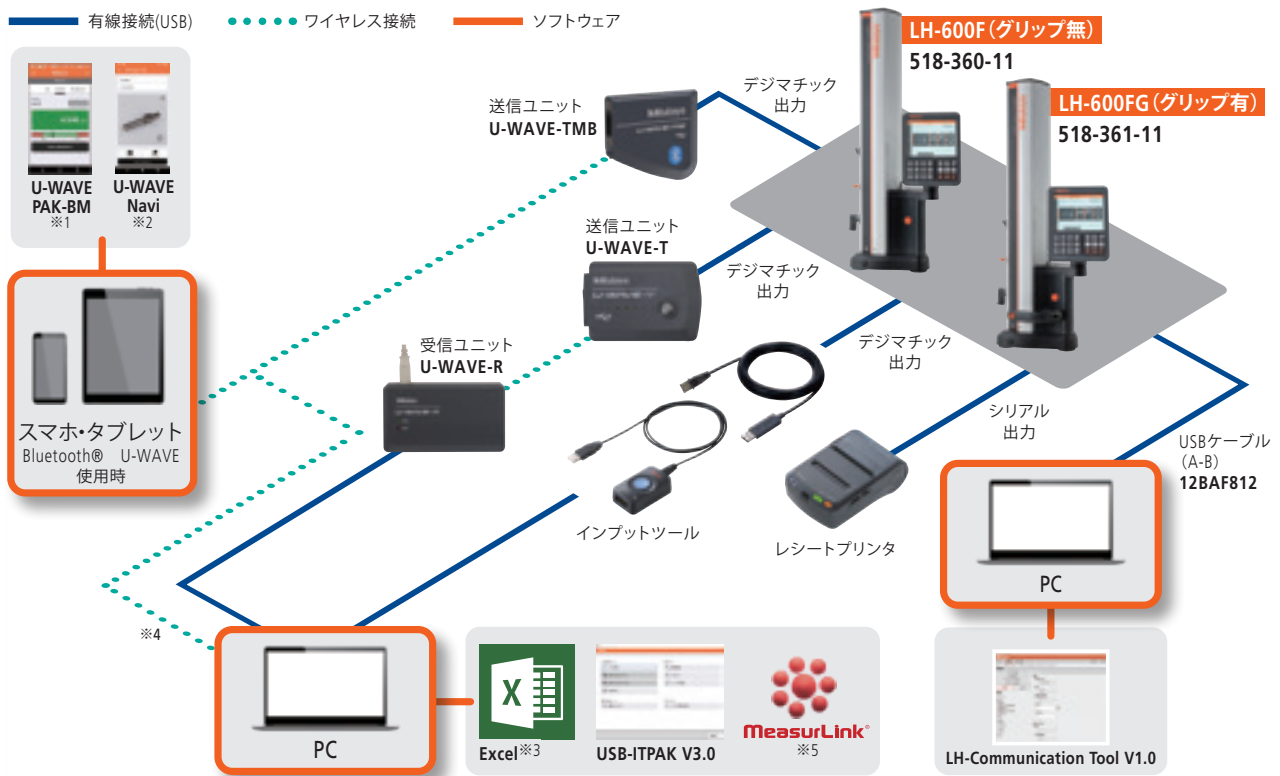 有線接続(USB)
ワイヤレス接続
ソフトウェア
LH-600F(グリップ無)
518-360-11
LH-600FG(グリップ有)
518-361-11
デジマチック
出力
送信ユニット
U-WAVE-TMB
U-WAVE
PAK-BM
※1
U-WAVE
Navi
※2
送信ユニット
U-WAVE-T
デジマチック
出力
受信ユニット
U-WAVE-R
デジマチック
出力
シリアル
出力
スマホ・タブレット
Bluetooth® U-WAVE
使用時
USBケーブル
(A-B)
12BAF812
インプットツール
レシートプリンタ
PC
※4
PC
X
Excel※3
USB-ITPAK V3.0
MeasurLink®
※5
LH-Communication Tool V1.0